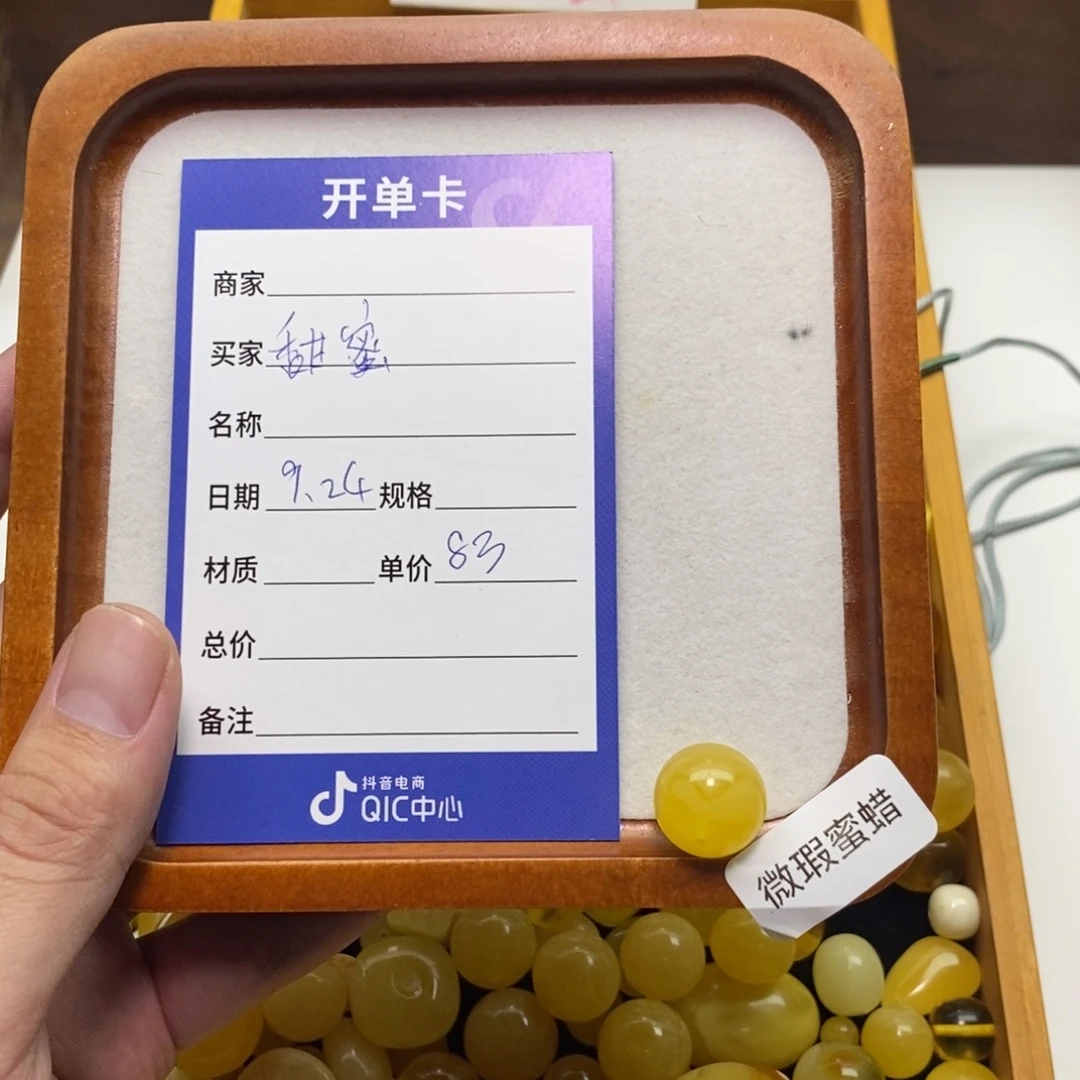 开单卡
商家
买家 甜蜜
名称
日期 9.24 规格
材质 单价 83
总价
备注
抖音电商
QIC中心
微瑕蜜蜡